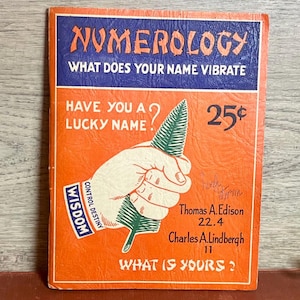 NUMEROLOGY
WHAT DOES YOUR NAME VIBRATE
HAVE YOU A
LUCKY NAME?
25¢
CONTROL DESTINY
WISDOM
Thomas A. Edison
22.4
Charles A. Lindbergh
11
WHAT IS YOURS?